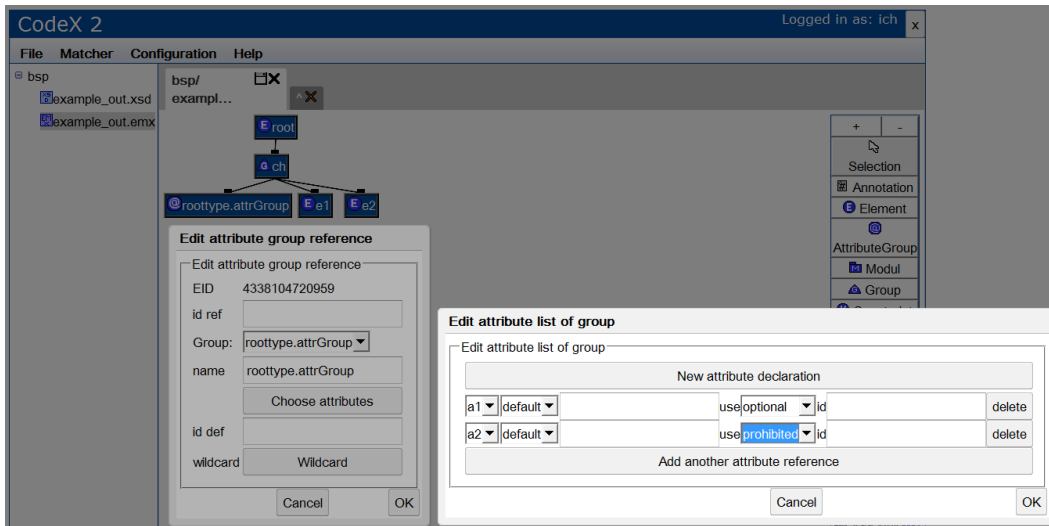 CodeX 2
Logged in as: ich
x
File Matcher Configuration Help
bsp
example_out.xsd
example_out.emx
bsp/
exampl...
^
E root
G ch
@ roottype.attrGroup
E e1
E e2
+ -
Selection
Annotation
E Element
@
AttributeGroup
M Modul
G Group
Edit attribute group reference
Edit attribute group reference
EID 4338104720959
id ref
Group: roottype.attrGroup
name roottype.attrGroup
Choose attributes
id def
wildcard Wildcard
Cancel OK
Edit attribute list of group
Edit attribute list of group
New attribute declaration
a1 default use optional id delete
a2 default use prohibited id delete
Add another attribute reference
Cancel OK